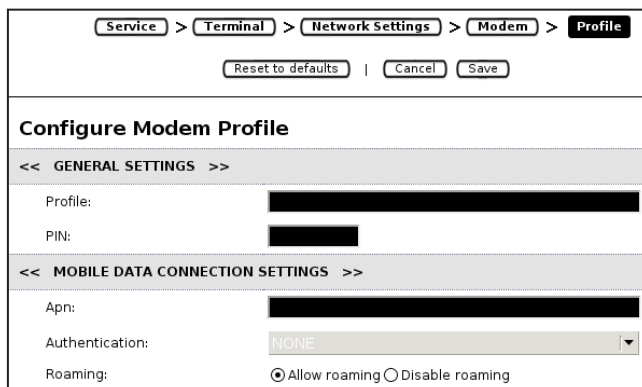 Service > Terminal > Network Settings > Modem > Profile
Reset to defaults | Cancel Save
Configure Modem Profile
<< GENERAL SETTINGS >>
Profile:
PIN:
<< MOBILE DATA CONNECTION SETTINGS >>
Apn:
Authentication: NONE
Roaming: Allow roaming Disable roaming